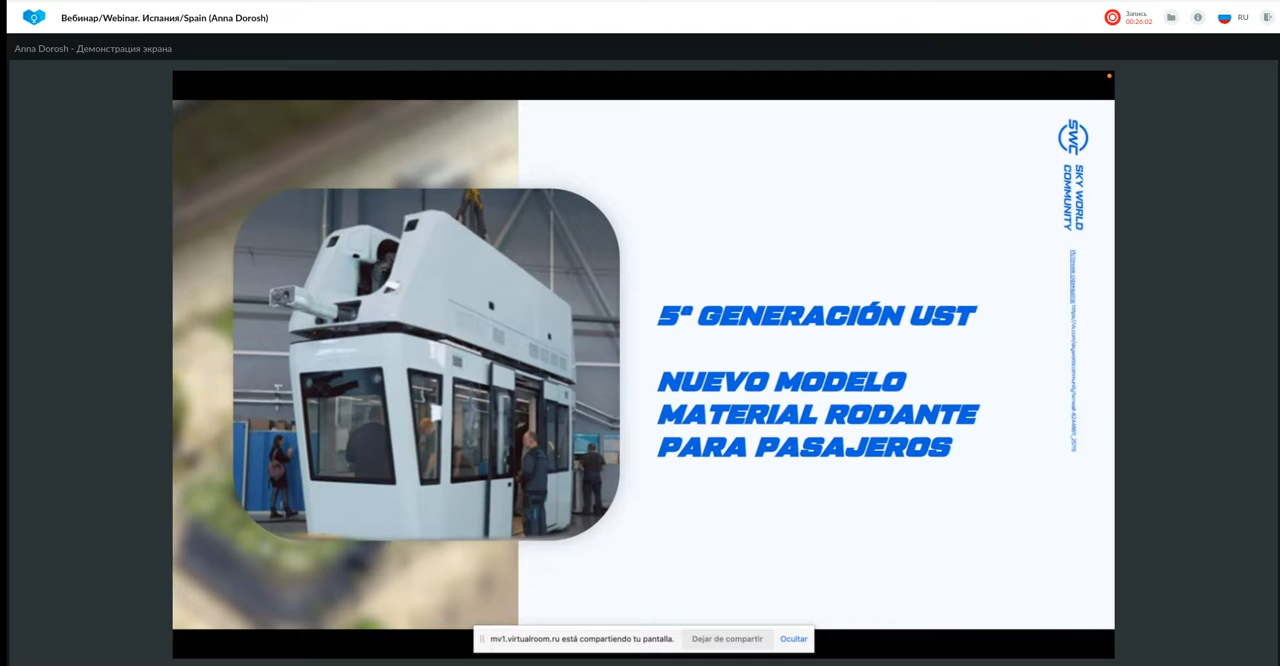 Вебинар/Webinar. Испания/Spain (Anna Dorosh)
Запись
00:26:02
RU
Anna Dorosh - Демонстрация экрана
SWC
SKY WORLD
COMMUNITY
5ª GENERACIÓN UST
NUEVO MODELO
MATERIAL RODANTE
PARA PASAJEROS
mv1.virtualroom.ru está compartiendo tu pantalla.
Dejar de compartir
Ocultar